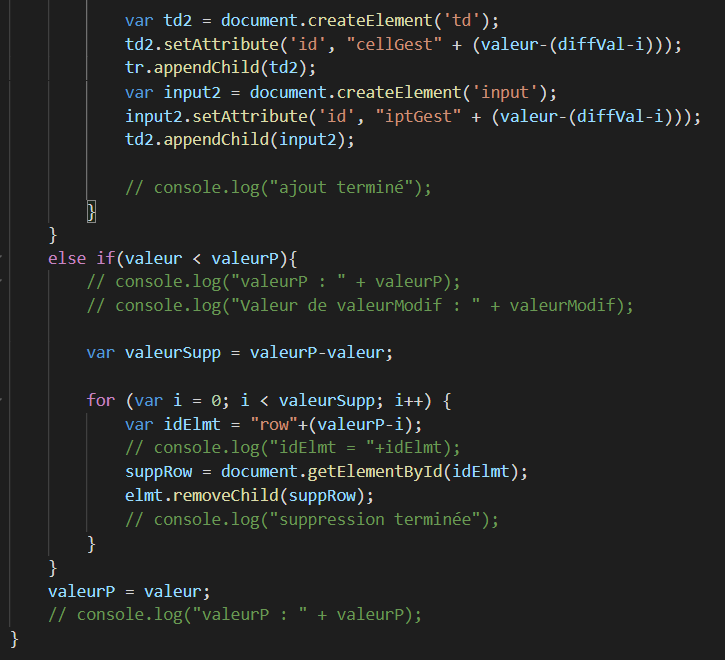 var td2 = document.createElement('td');
td2.setAttribute('id', "cellGest" + (valeur-(diffVal-i)));
tr.appendChild(td2);
var input2 = document.createElement('input');
input2.setAttribute('id', "iptGest" + (valeur-(diffVal-i)));
td2.appendChild(input2);
// console.log("ajout terminé");
}
}
else if(valeur < valeurP){
// console.log("valeurP : " + valeurP);
// console.log("Valeur de valeurModif : " + valeurModif);
var valeurSupp = valeurP-valeur;
for (var i = 0; i < valeurSupp; i++) {
var idElmt = "row"+(valeurP-i);
// console.log("idElmt = "+idElmt);
suppRow = document.getElementById(idElmt);
elmt.removeChild(suppRow);
// console.log("suppression terminée");
}
}
valeurP = valeur;
// console.log("valeurP : " + valeurP);
}